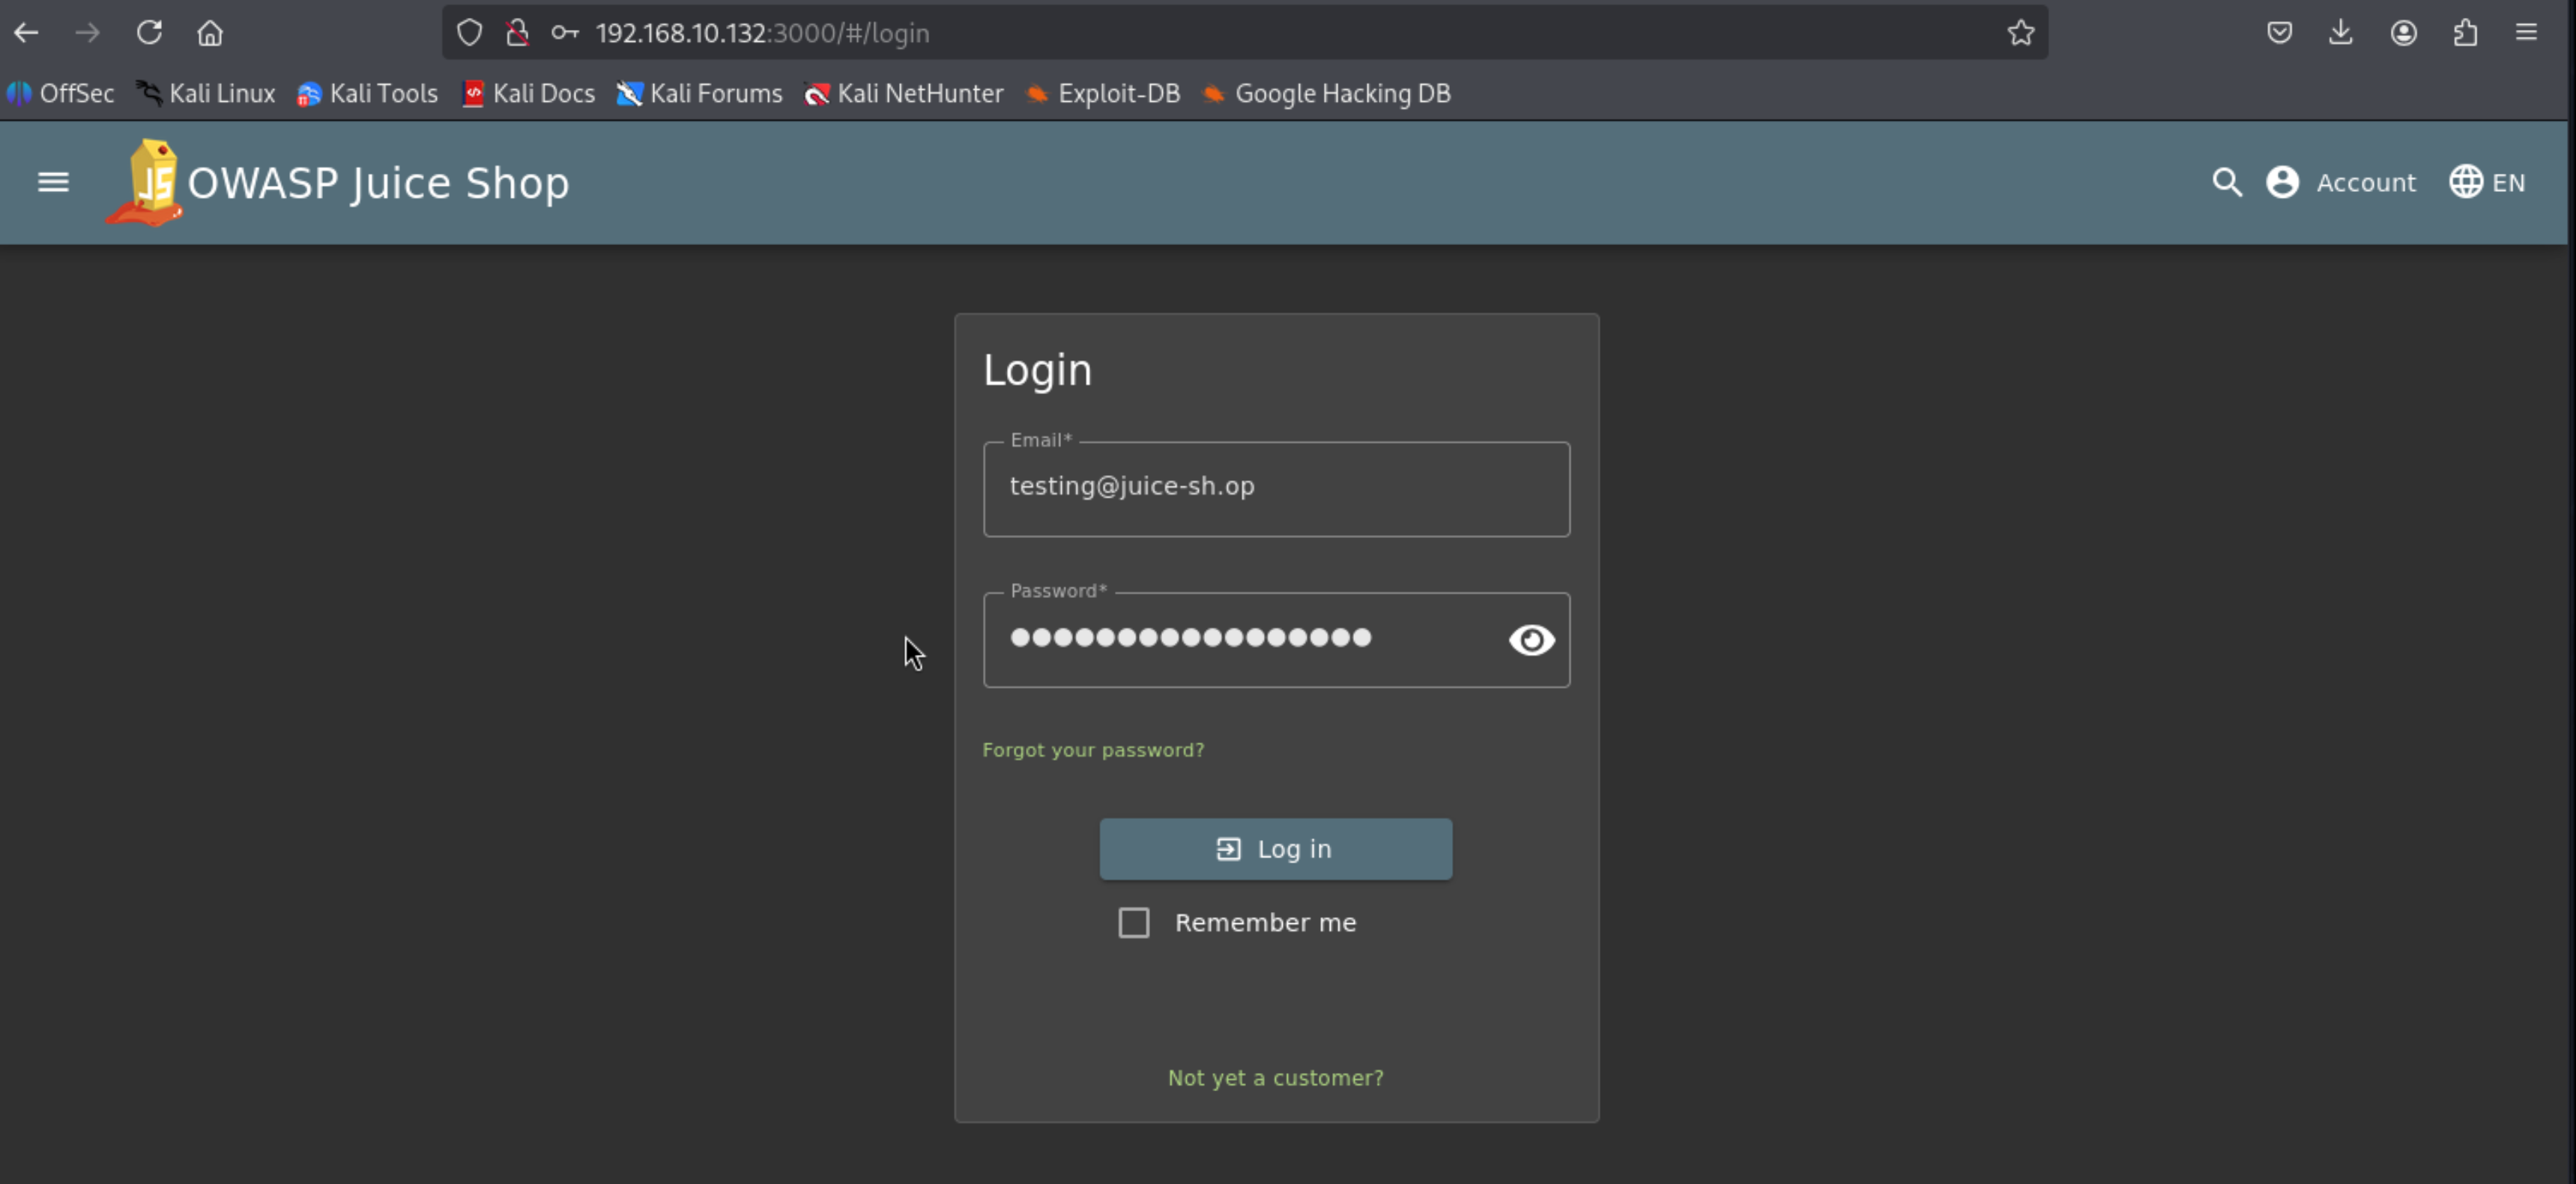 192.168.10.132:3000/#/login
OffSec Kali Linux Kali Tools Kali Docs Kali Forums Kali NetHunter Exploit-DB Google Hacking DB
JS OWASP Juice Shop Account EN
Login
Email*
testing@juice-sh.op
Password*
Forgot your password?
Log in
Remember me
Not yet a customer?